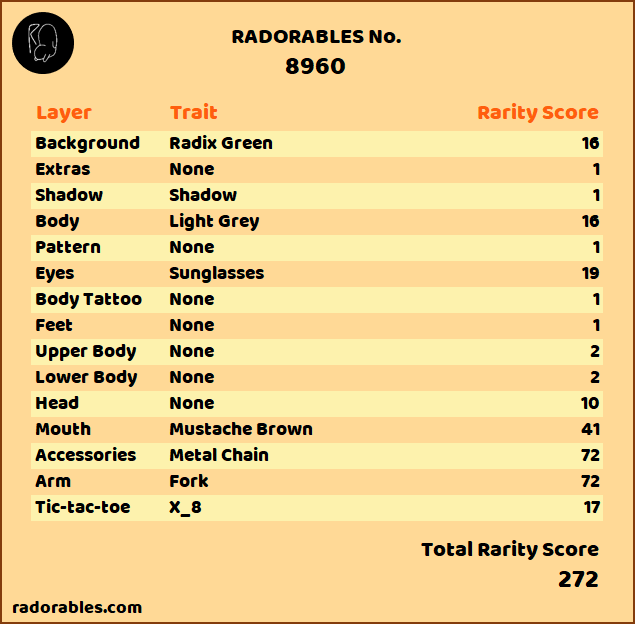 RADORABLES No.
8960
Layer Trait Rarity Score
Background Radix Green 16
Extras None 1
Shadow Shadow 1
Body Light Grey 16
Pattern None 1
Eyes Sunglasses 19
Body Tattoo None 1
Feet None 1
Upper Body None 2
Lower Body None 2
Head None 10
Mouth Mustache Brown 41
Accessories Metal Chain 72
Arm Fork 72
Tic-tac-toe X_8 17
Total Rarity Score
272
radorables.com